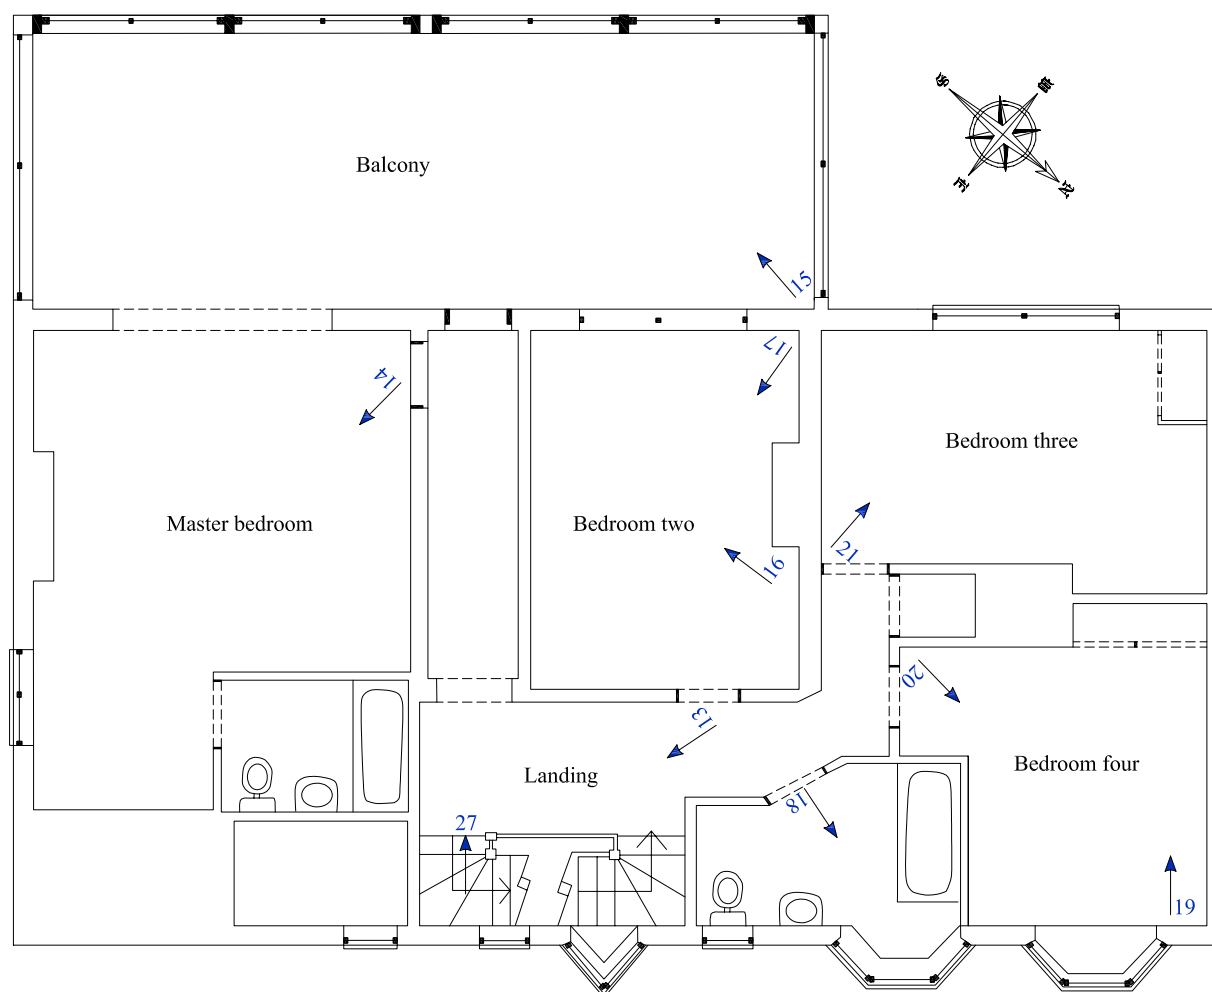 S
W
E
N
Balcony
15
17
14
Bedroom three
Master bedroom
Bedroom two
21
16
20
13
Landing
Bedroom four
18
27
19